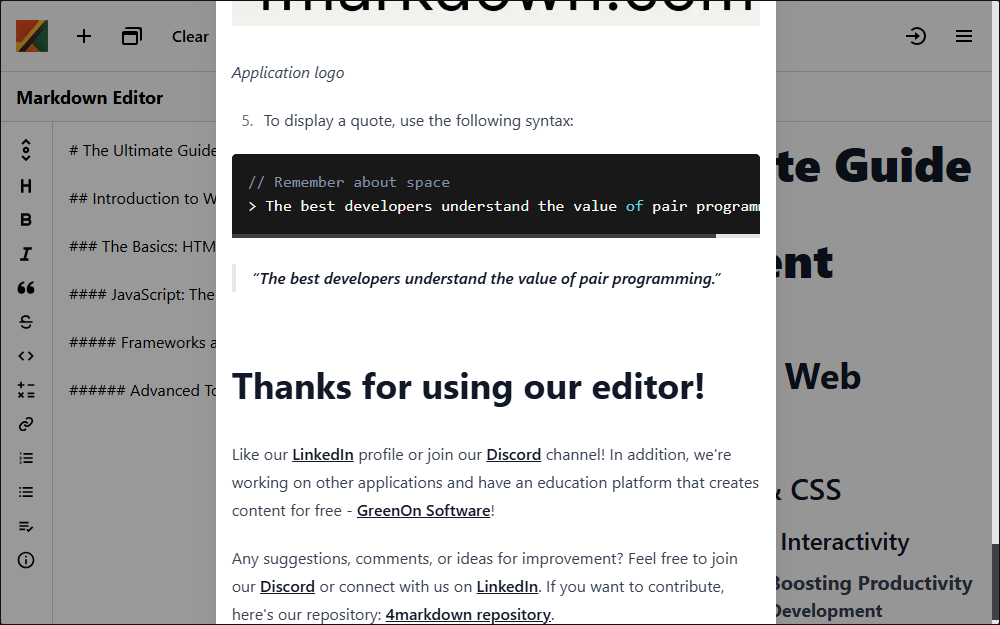 4markdown.com
Clear
Markdown Editor
Application logo
5. To display a quote, use the following syntax:
// Remember about space
> The best developers understand the value of pair programm
"The best developers understand the value of pair programming."
Thanks for using our editor!
Like our LinkedIn profile or join our Discord channel! In addition, we're
working on other applications and have an education platform that creates
content for free - GreenOn Software!
Any suggestions, comments, or ideas for improvement? Feel free to join
our Discord or connect with us on LinkedIn. If you want to contribute,
here's our repository: 4markdown repository.
# The Ultimate Guide
## Introduction to W
### The Basics: HTM
#### JavaScript: The
##### Frameworks a
###### Advanced To
H
B
I
te Guide
ent
Web
& CSS
Interactivity
Boosting Productivity
Development